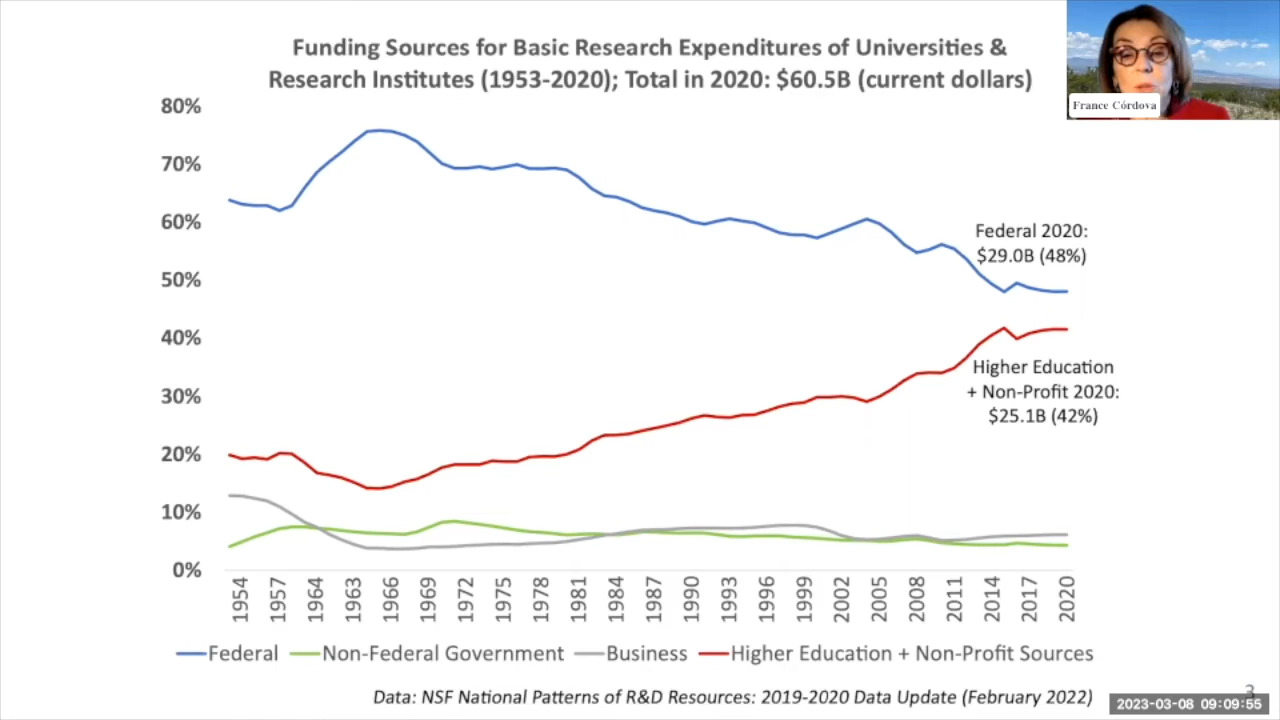 Funding Sources for Basic Research Expenditures of Universities &
Research Institutes (1953-2020); Total in 2020: $60.5B (current dollars)
France Córdova
80%
70%
60%
50%
40%
30%
20%
10%
0%
Federal 2020:
$29.0B (48%)
Higher Education
+ Non-Profit 2020:
$25.1B (42%)
1954 1957 1964 1963 1966 1969 1972 1975 1978 1981 1984 1987 1990 1993 1996 1999 2002 2005 2008 2011 2014 2017 2020
Federal Non-Federal Government Business Higher Education + Non-Profit Sources
Data: NSF National Patterns of R&D Resources: 2019-2020 Data Update (February 2022)
3
2023-03-08 09:09:55